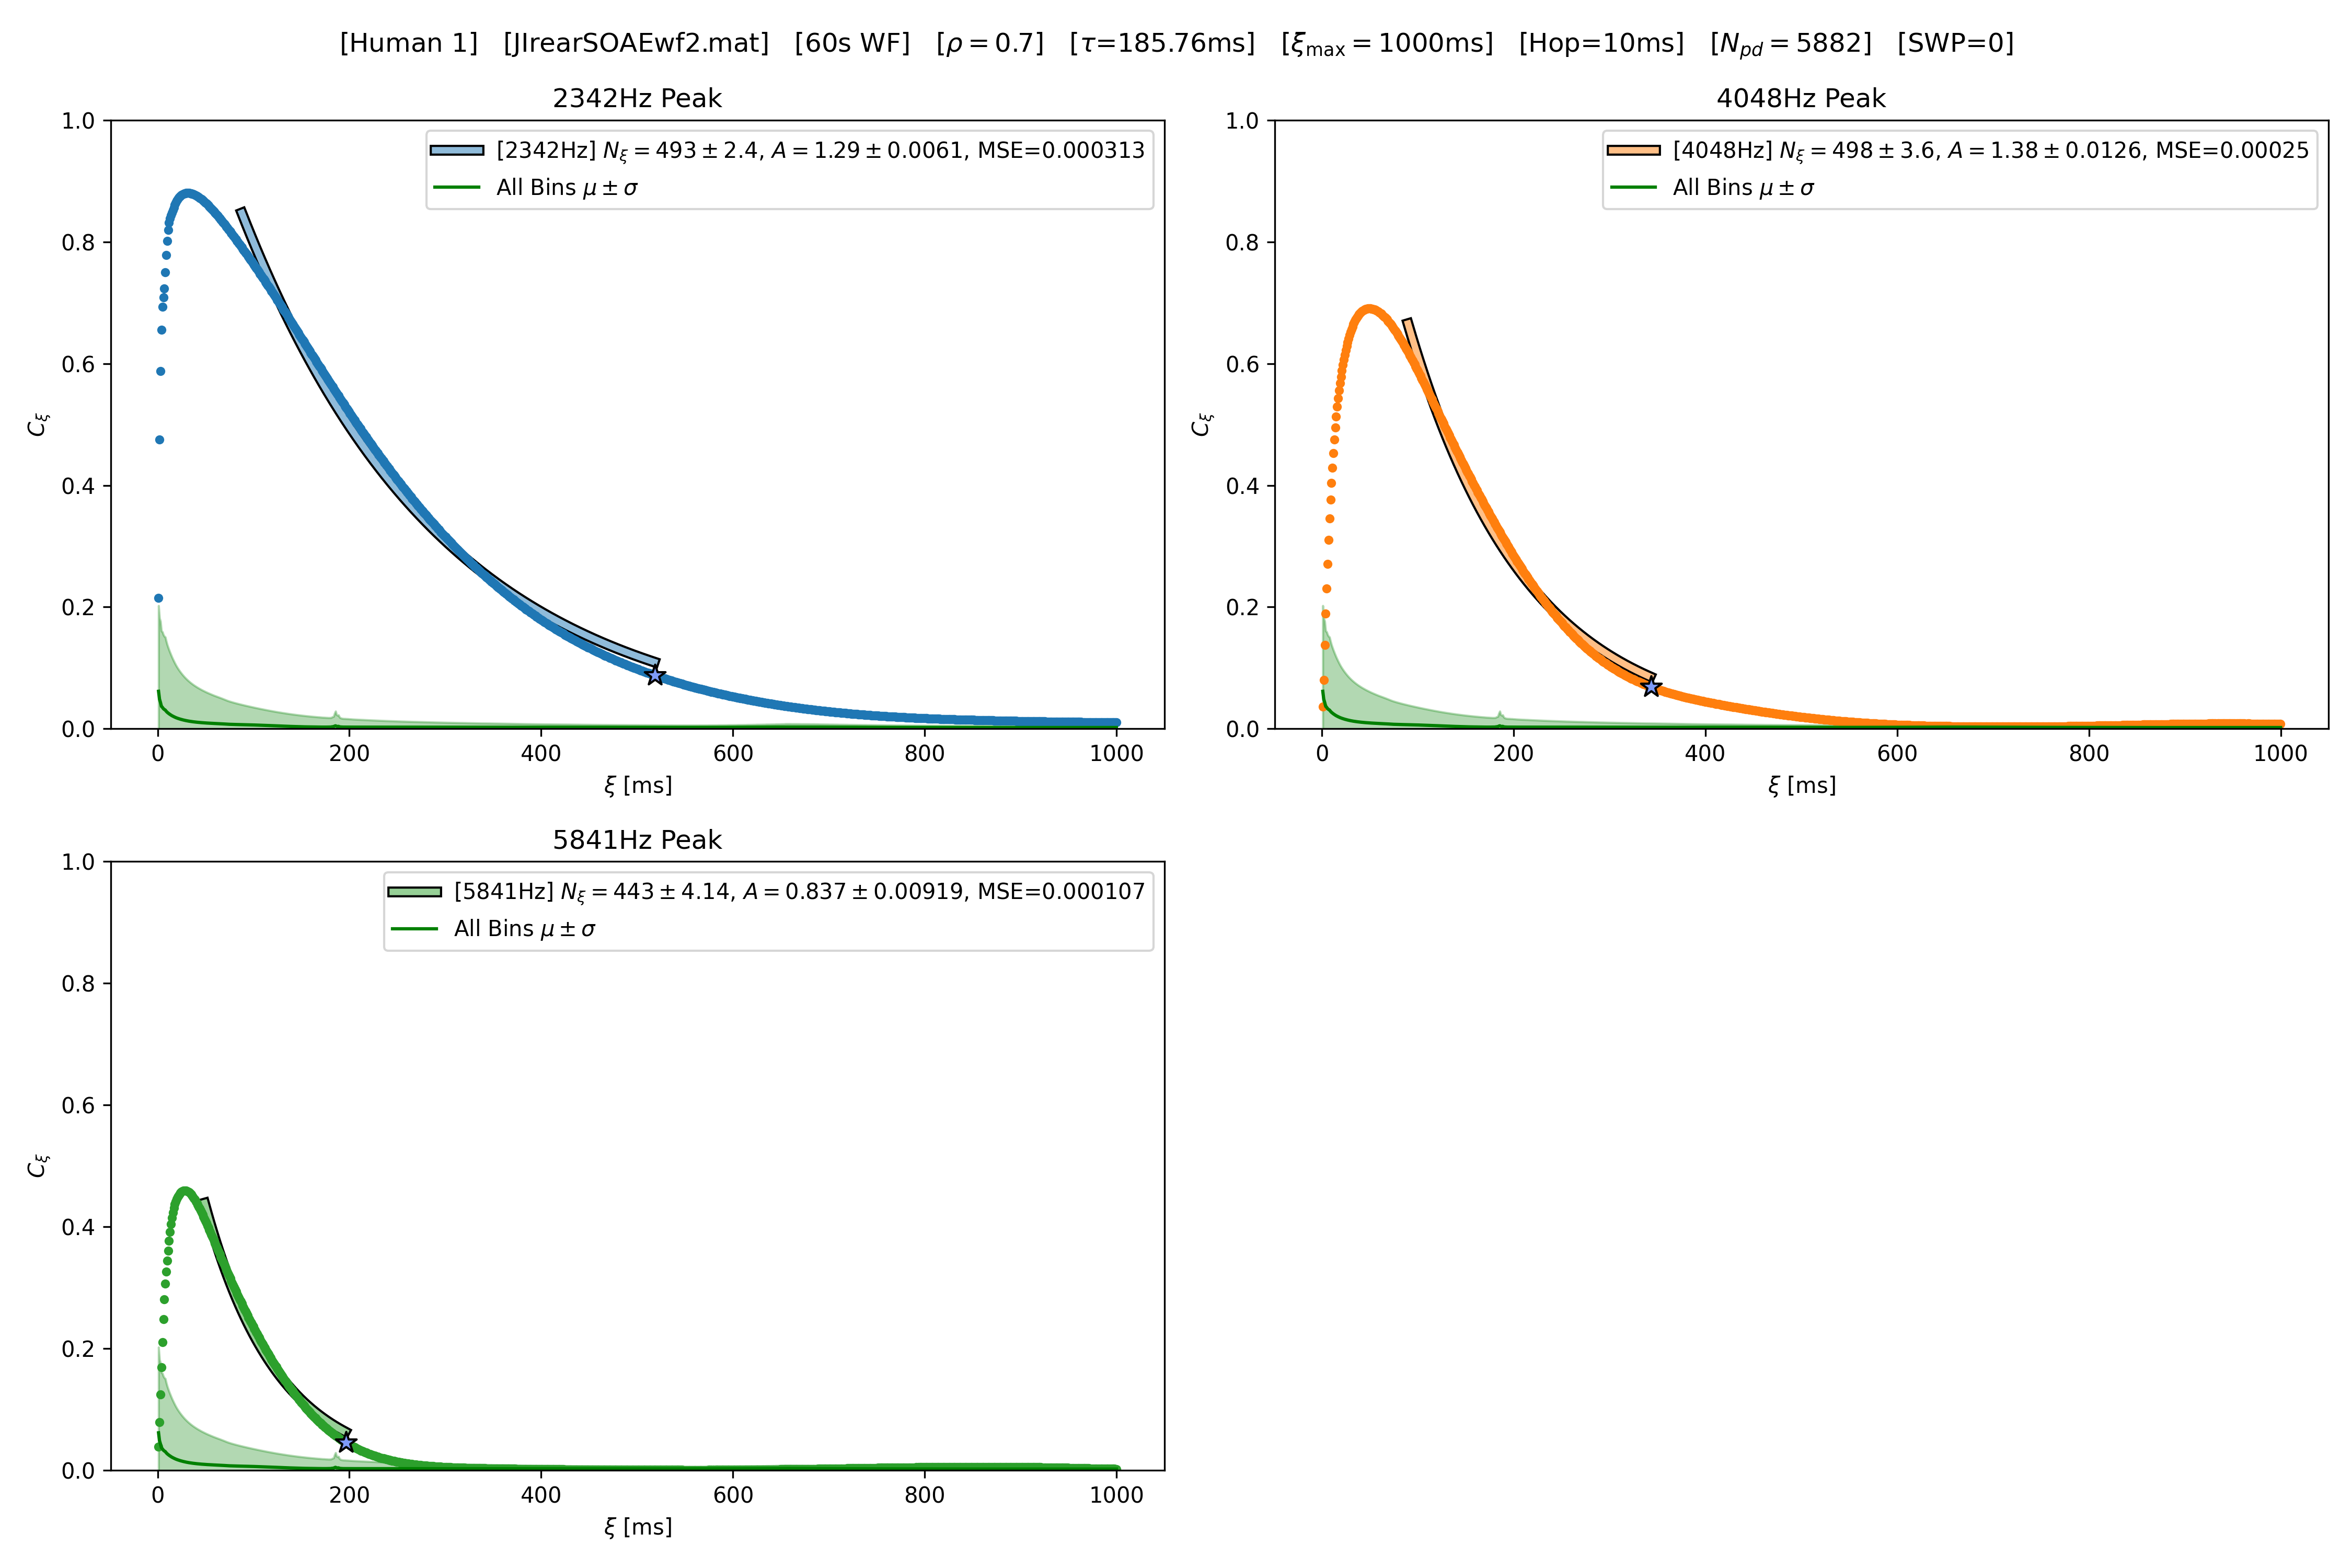 [Human 1] [JIrearSOAEwf2.mat] [60s WF] [ρ = 0.7] [τ=185.76ms] [ξmax = 1000ms] [Hop=10ms] [Npd = 5882] [SWP=0]
2342Hz Peak
[2342Hz] Nξ = 493 ± 2.4, A = 1.29 ± 0.0061, MSE=0.000313
All Bins μ ± σ
1.0
0.8
0.6
0.4
0.2
0.0
Cξ
0 200 400 600 800 1000
ξ [ms]
4048Hz Peak
[4048Hz] Nξ = 498 ± 3.6, A = 1.38 ± 0.0126, MSE=0.00025
All Bins μ ± σ
1.0
0.8
0.6
0.4
0.2
0.0
Cξ
0 200 400 600 800 1000
ξ [ms]
5841Hz Peak
[5841Hz] Nξ = 443 ± 4.14, A = 0.837 ± 0.00919, MSE=0.000107
All Bins μ ± σ
1.0
0.8
0.6
0.4
0.2
0.0
Cξ
0 200 400 600 800 1000
ξ [ms]